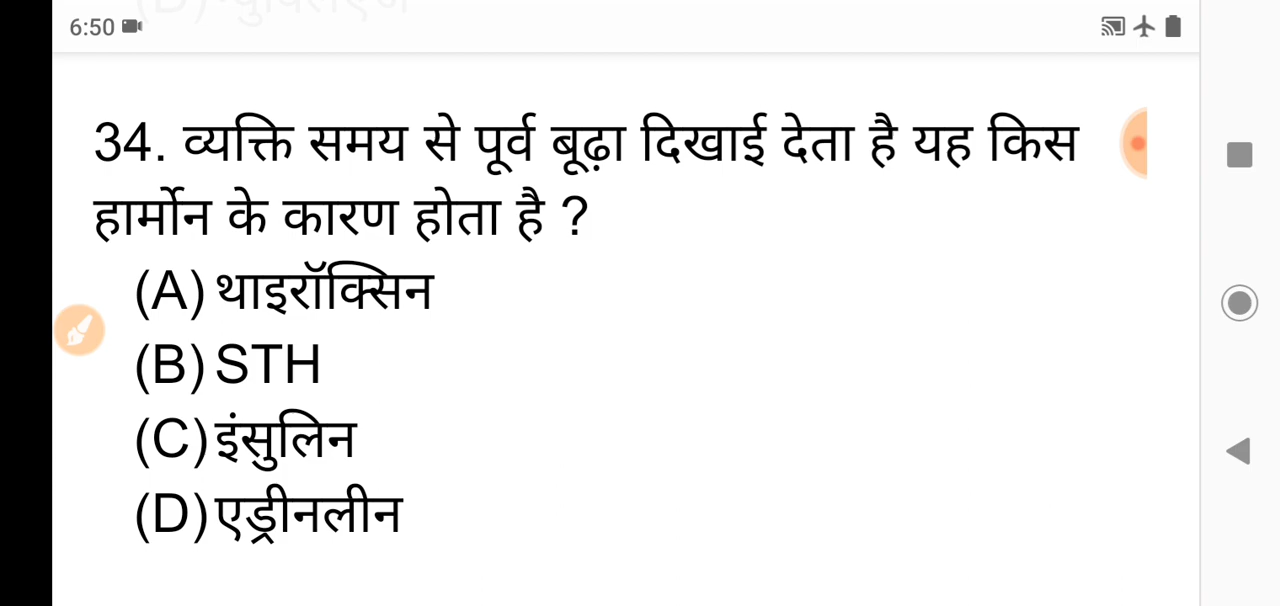 6:50
34. व्यक्ति समय से पूर्व बूढ़ा दिखाई देता है यह किस
हार्मोन के कारण होता है ?
(A) थाइरॉक्सिन
(B) STH
(C) इंसुलिन
(D) एड्रीनलीन